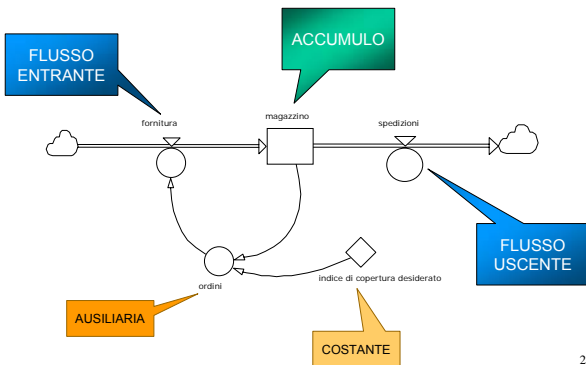 ACCUMULO
FLUSSO
ENTRANTE
fornitura
magazzino
spedizioni
FLUSSO
USCENTE
ordini
indice di copertura desiderato
AUSILIARIA
COSTANTE
2